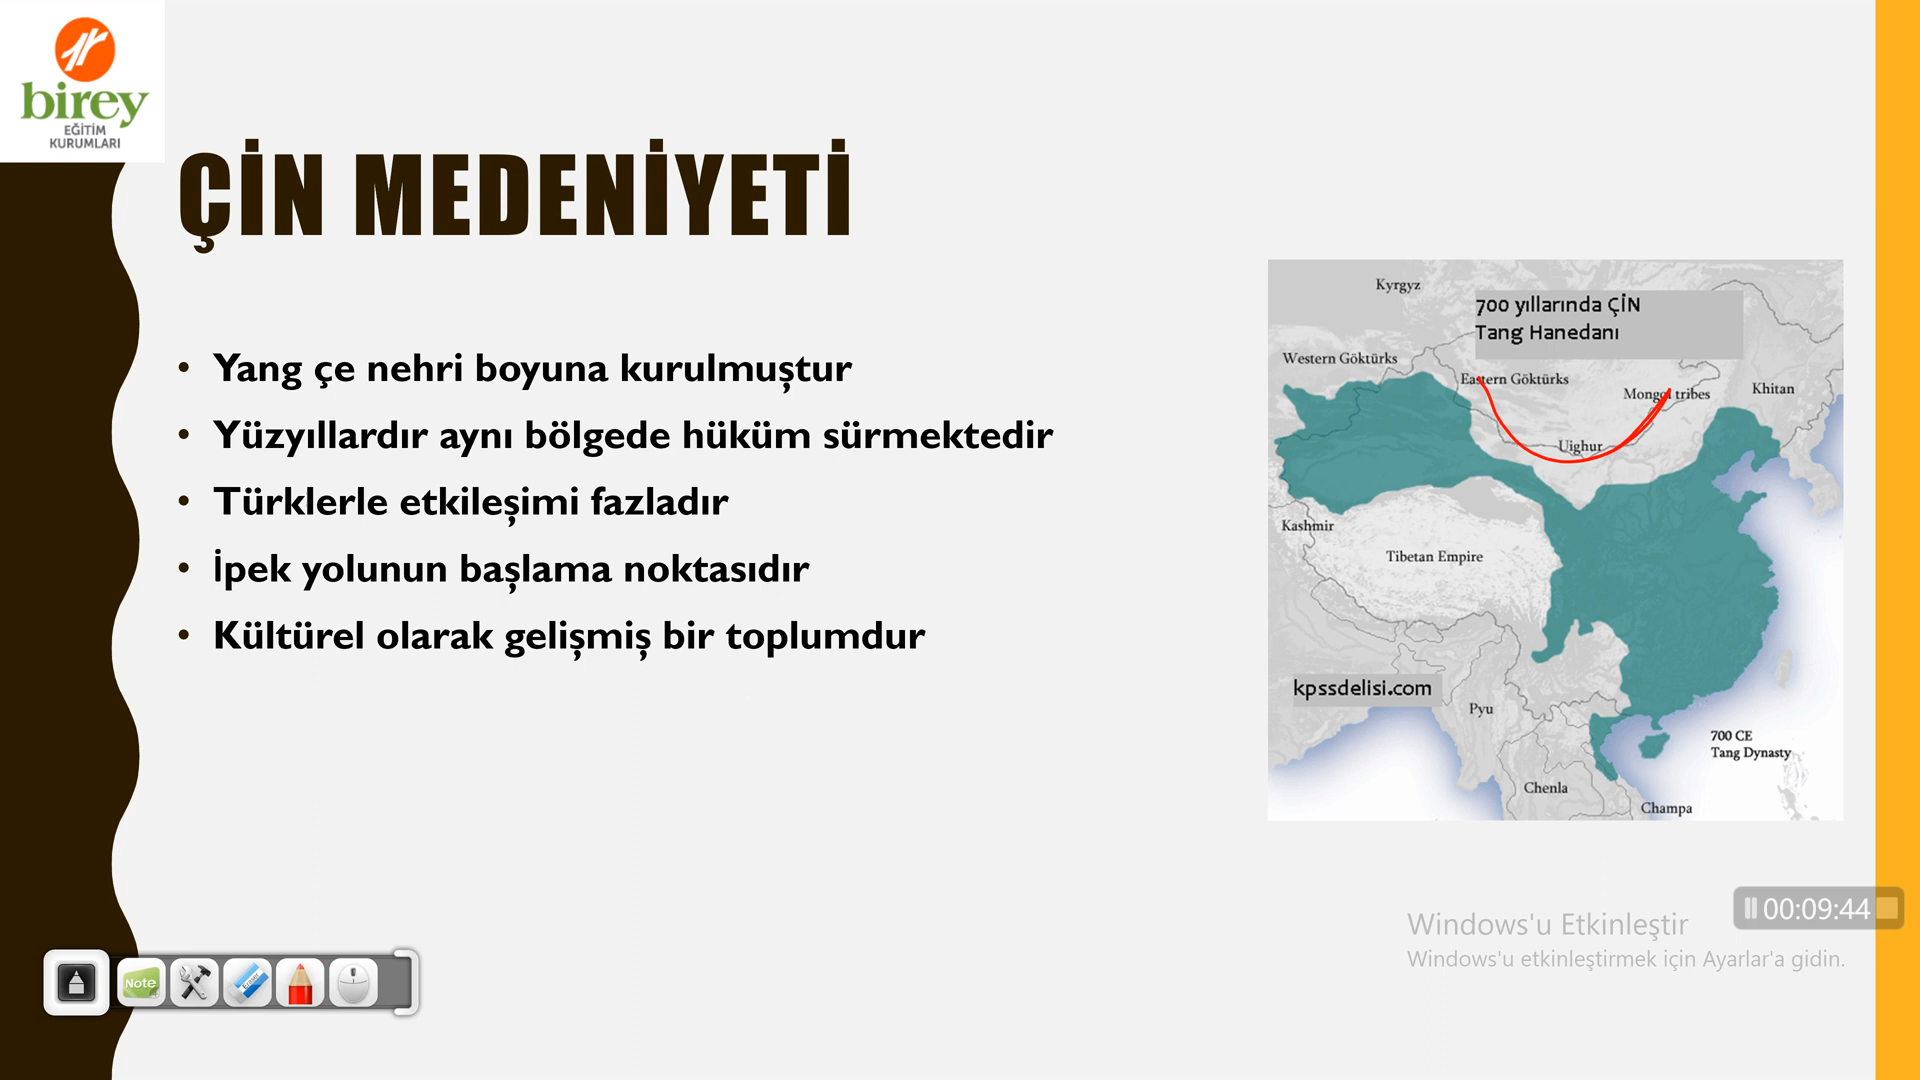 birey
EĞİTİM
KURUMLARI
ÇİN MEDENİYETİ
• Yang çe nehri boyuna kurulmuştur
• Yüzyıllardır aynı bölgede hüküm sürmektedir
• Türklerle etkileşimi fazladır
• İpek yolunun başlama noktasıdır
• Kültürel olarak gelişmiş bir toplumdur
Kyrgyz
700 yıllarında ÇİN
Tang Hanedanı
Western Göktürks
Eastern Göktürks
Mongol tribes
Khitan
Uighur
Kashmir
Tibetan Empire
kpssdelisi.com
Pyu
700 CE
Tang Dynasty
Chenla
Champa
00:09:44
Windows'u Etkinleştir
Windows'u etkinleştirmek için Ayarlar'a gidin.
Note